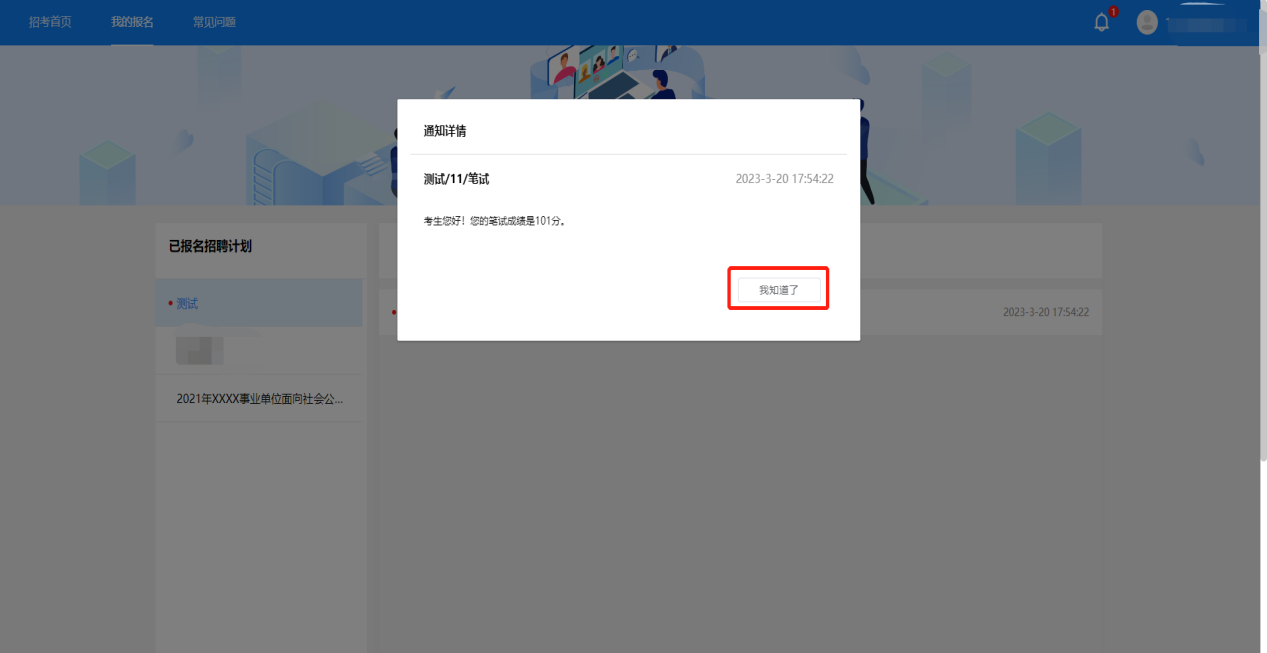 招考首页 我的报名 常见问题 1
通知详情
测试/11/笔试 2023-3-20 17:54:22
考生您好！您的笔试成绩是101分。
我知道了
已报名招聘计划
测试
2023-3-20 17:54:22
2021年XXXX事业单位面向社会公...